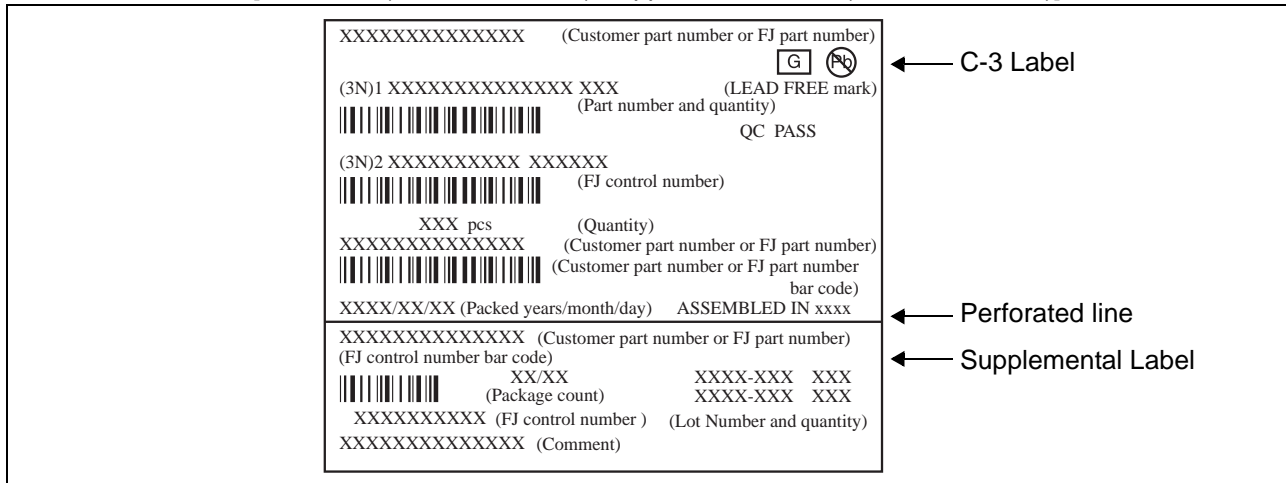 XXXXXXXXXXXXXX (Customer part number or FJ part number)
G Pb
C-3 Label
(3N)1 XXXXXXXXXXXXXX XXX (LEAD FREE mark)
(Part number and quantity)
QC PASS
(3N)2 XXXXXXXXXX XXXXXX
(FJ control number)
XXX pcs (Quantity)
XXXXXXXXXXXXXX (Customer part number or FJ part number)
(Customer part number or FJ part number
bar code)
XXXX/XX/XX (Packed years/month/day) ASSEMBLED IN xxxx
Perforated line
XXXXXXXXXXXXXX (Customer part number or FJ part number)
(FJ control number bar code)
Supplemental Label
XX/XX XXXX-XXX XXX
(Package count) XXXX-XXX XXX
XXXXXXXXXX (FJ control number ) (Lot Number and quantity)
XXXXXXXXXXXXXX (Comment)